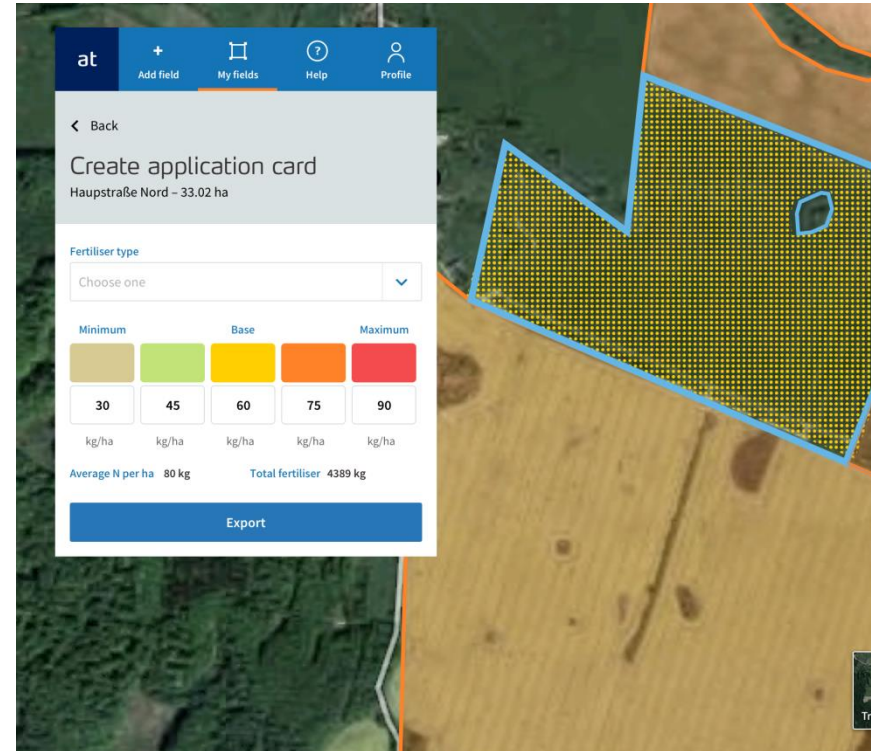 at
+
Add field
My fields
?
Help
Profile
Back
Create application card
Haupstraße Nord – 33.02 ha
Fertiliser type
Choose one
Minimum Base Maximum
30 45 60 75 90
kg/ha kg/ha kg/ha kg/ha kg/ha
Average N per ha 80 kg Total fertiliser 4389 kg
Export
Tr